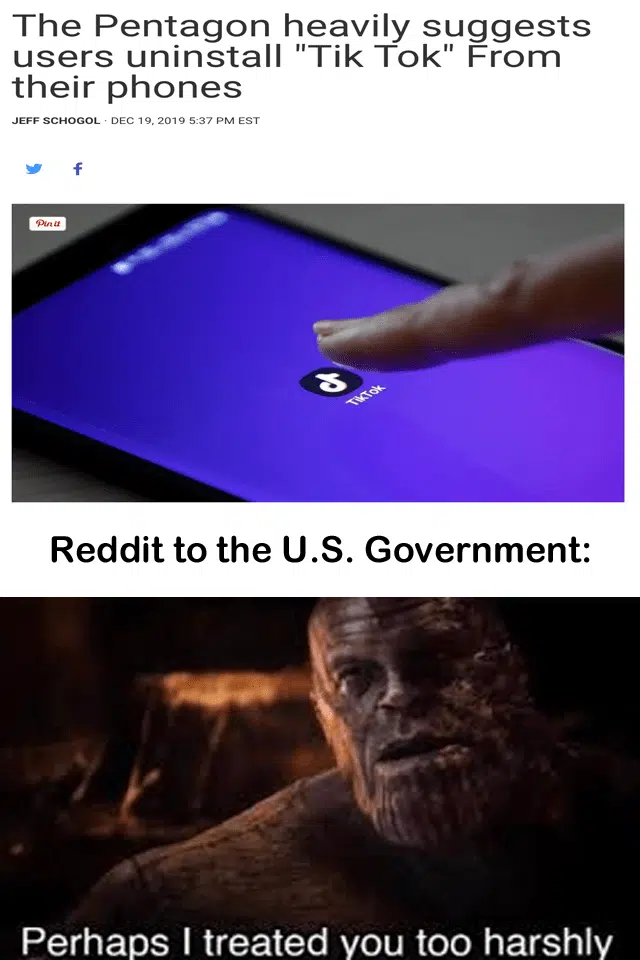 The Pentagon heavily suggests
users uninstall "Tik Tok" From
their phones
JEFF SCHOGOL · DEC 19, 2019 5:37 PM EST
Pin it
TikTok
Reddit to the U.S. Government:
Perhaps I treated you too harshly